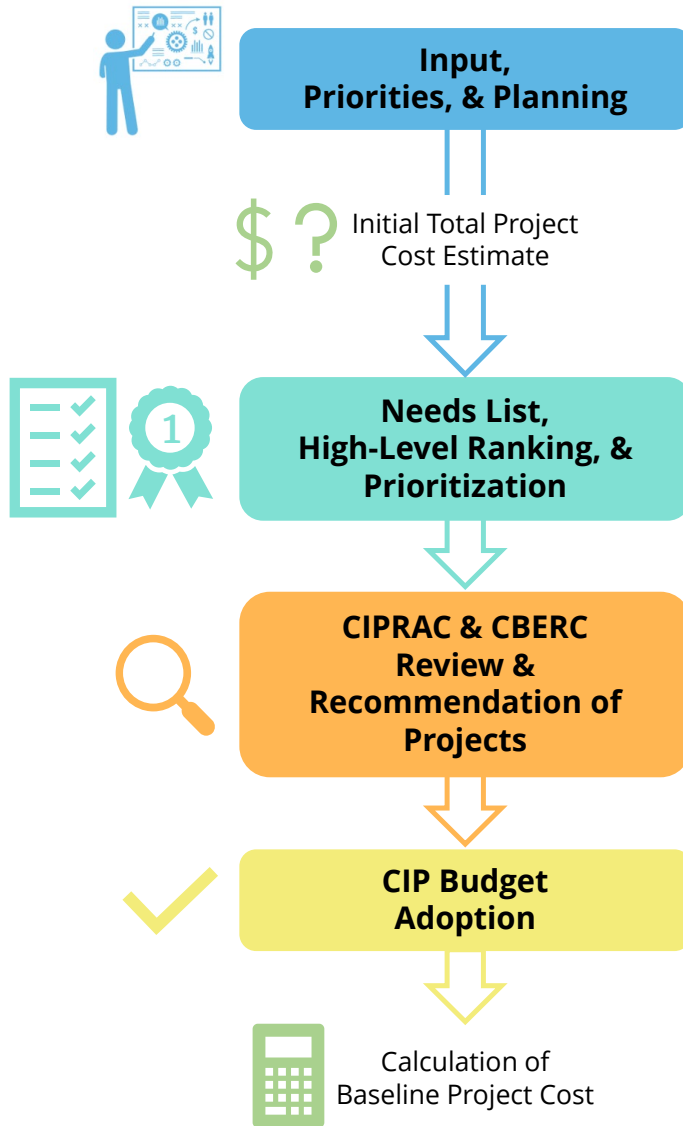 Input,
Priorities, & Planning
$ ?
Initial Total Project
Cost Estimate
1
Needs List,
High-Level Ranking, &
Prioritization
CIPRAC & CBERC
Review &
Recommendation of
Projects
CIP Budget
Adoption
Calculation of
Baseline Project Cost